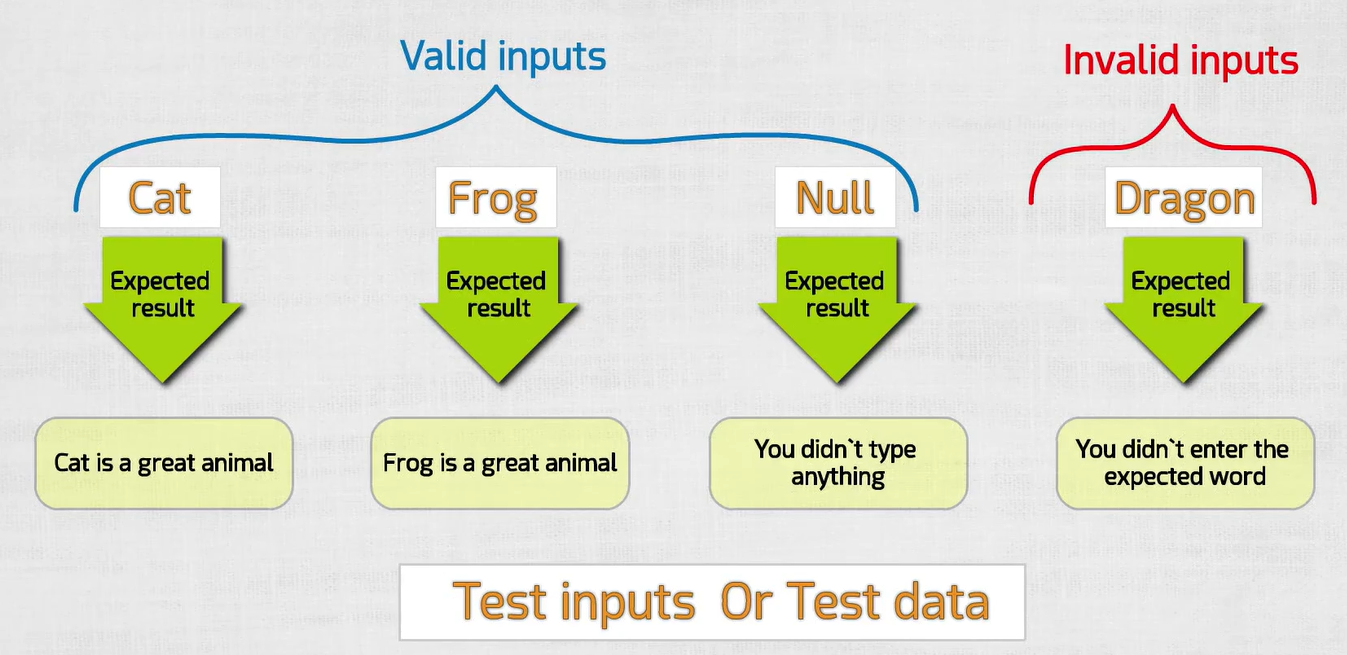 Valid inputs
Invalid inputs
Cat
Frog
Null
Dragon
Expected
result
Expected
result
Expected
result
Expected
result
Cat is a great animal
Frog is a great animal
You didn`t type
anything
You didn`t enter the
expected word
Test inputs Or Test data